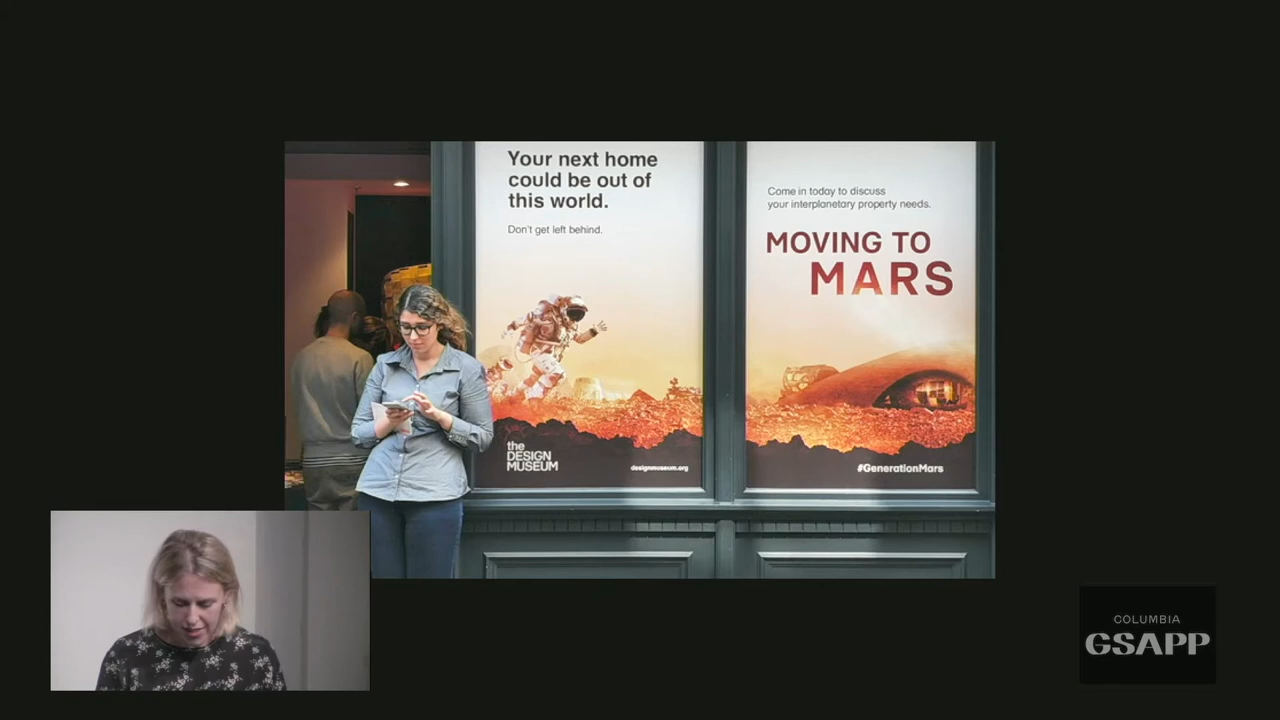 Your next home
could be out of
this world.
Don't get left behind.
the
DESIGN
MUSEUM
designmuseum.org
Come in today to discuss
your interplanetary property needs.
MOVING TO
MARS
#GenerationMars
COLUMBIA
GSAPP